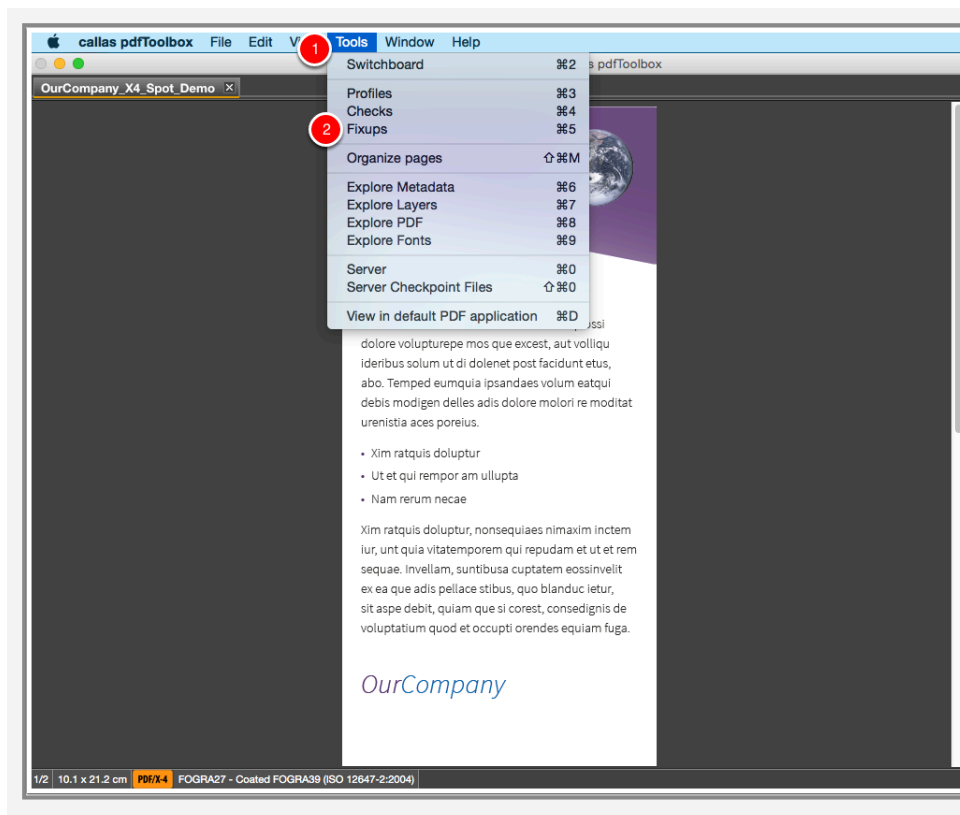 callas pdfToolbox File Edit Tools Window Help
1
Switchboard ⌘2
pdfToolbox
OurCompany_X4_Spot_Demo ×
Profiles ⌘3
Checks ⌘4
2 Fixups ⌘5
Organize pages ⇧⌘M
Explore Metadata ⌘6
Explore Layers ⌘7
Explore PDF ⌘8
Explore Fonts ⌘9
Server ⌘0
Server Checkpoint Files ⇧⌘0
View in default PDF application ⌘D
dolore volupturepe mos que excest, aut volliqu
ideribus solum ut di dolenet post facidunt etus,
abo. Temped eumquia ipsandaes volum eatqui
debis modigen delles adis dolore molori re moditat
urenistia aces poreius.
• Xim ratquis doluptur
• Ut et qui rempor am ullupta
• Nam rerum necae
Xim ratquis doluptur, nonsequiaes nimaxim inctem
iur, unt quia vitatemporem qui repudam et ut et rem
sequae. Invellam, suntibusa cuptatem eossinvelit
ex ea que adis pellace stibus, quo blanduc ietur,
sit aspe debit, quiam que si corest, consedignis de
voluptatium quod et occupti orendes equiam fuga.
OurCompany
1/2 10.1 x 21.2 cm PDF/X-4 FOGRA27 - Coated FOGRA39 (ISO 12647-2:2004)